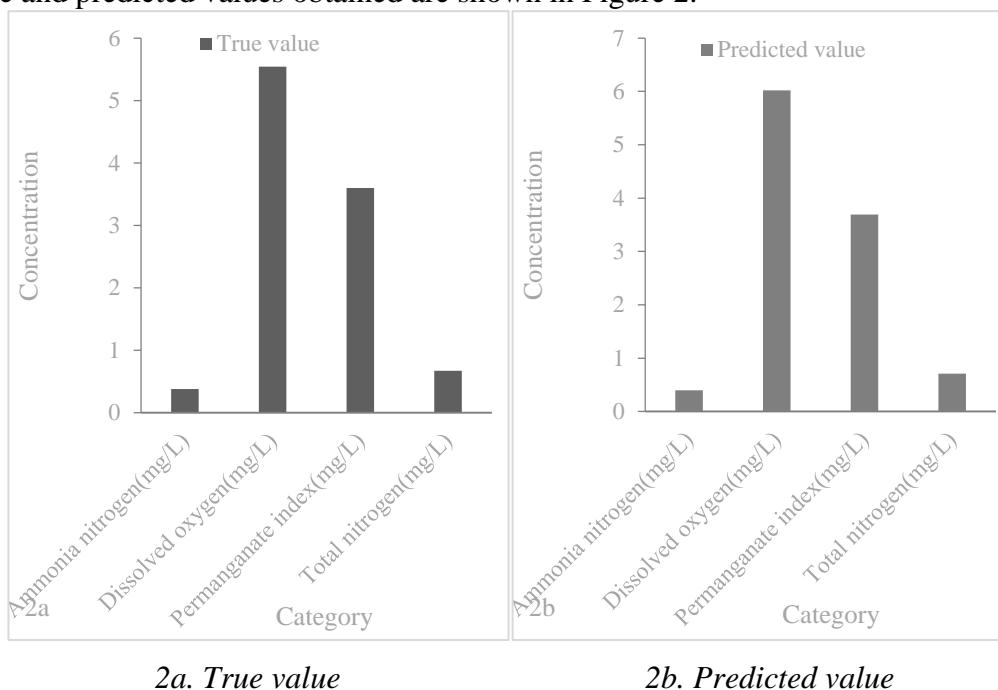 e and predicted values obtained are shown in Figure 2.
6
5
4
3
2
1
0
Concentration
True value
Ammonia nitrogen(mg/L)
Dissolved oxygen(mg/L)
Permanganate index(mg/L)
Total nitrogen(mg/L)
2a
Category
7
6
5
4
3
2
1
0
Concentration
Predicted value
Ammonia nitrogen(mg/L)
Dissolved oxygen(mg/L)
Permanganate index(mg/L)
Total nitrogen(mg/L)
2b
Category
2a. True value
2b. Predicted value